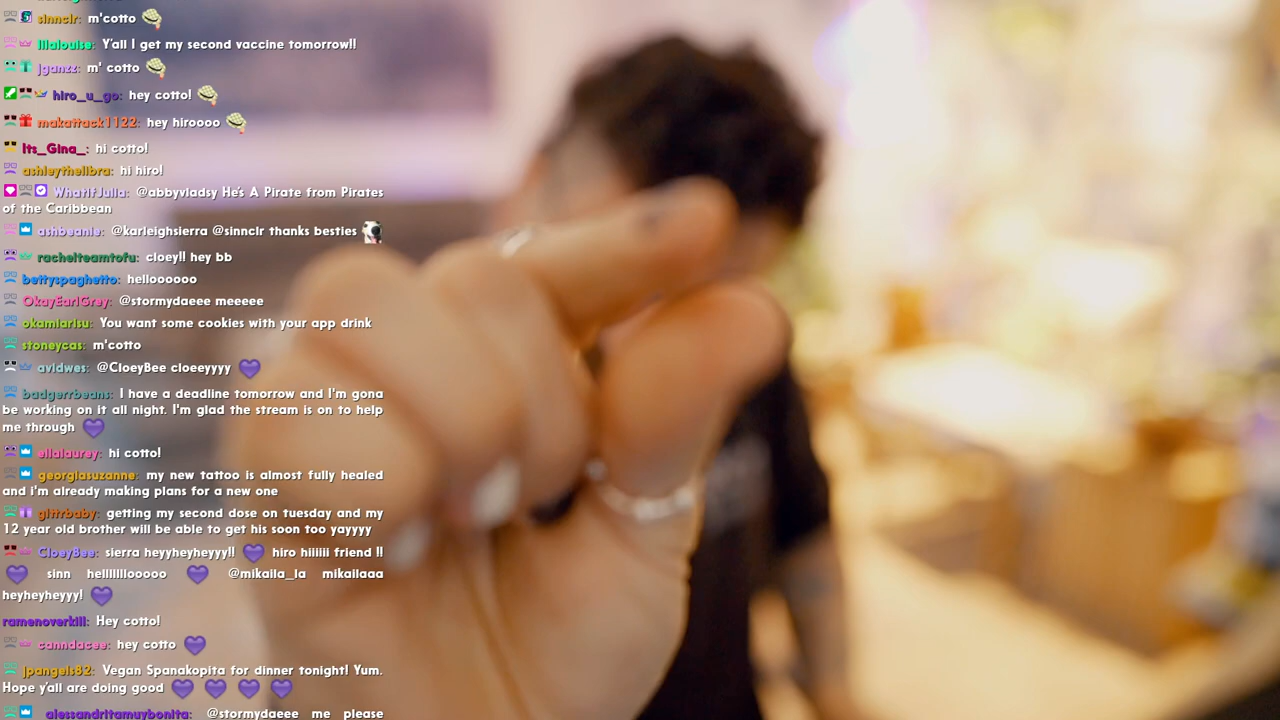 sinnclr: m'cotto
lilalouise: Y'all I get my second vaccine tomorrow!!
jganzz: m' cotto
hiro_u_go: hey cotto!
makattack1122: hey hiroooo
Its_Gina_: hi cotto!
ashleythelibra: hi hiro!
WhatifJulia: @abbyvladsy He's A Pirate from Pirates
of the Caribbean
ashbeanie: @karleighsierra @sinnclr thanks besties
rachelteamtofu: cloey!! hey bb
bettyspaghetto: helloooooo
OkayEarlGrey: @stormydaeee meeeee
okamiarisu: You want some cookies with your app drink
stoneycas: m'cotto
avidwes: @CloeyBee cloeeyyyy
badgerrbeans: I have a deadline tomorrow and I'm gona
be working on it all night. I'm glad the stream is on to help
me through
ellalaurey: hi cotto!
georgiasuzanne: my new tattoo is almost fully healed
and i'm already making plans for a new one
glttrbaby: getting my second dose on tuesday and my
12 year old brother will be able to get his soon too yayyyy
CloeyBee: sierra heyyheyheyyy!! hiro hiiiiii friend !!
sinn helllllllooooo @mikaila_la mikailaaa
heyheyheyyy!
ramenoverkill: Hey cotto!
canndacee: hey cotto
jpangels82: Vegan Spanakopita for dinner tonight! Yum.
Hope y'all are doing good
alessandritamuybonita: @stormydaeee me please